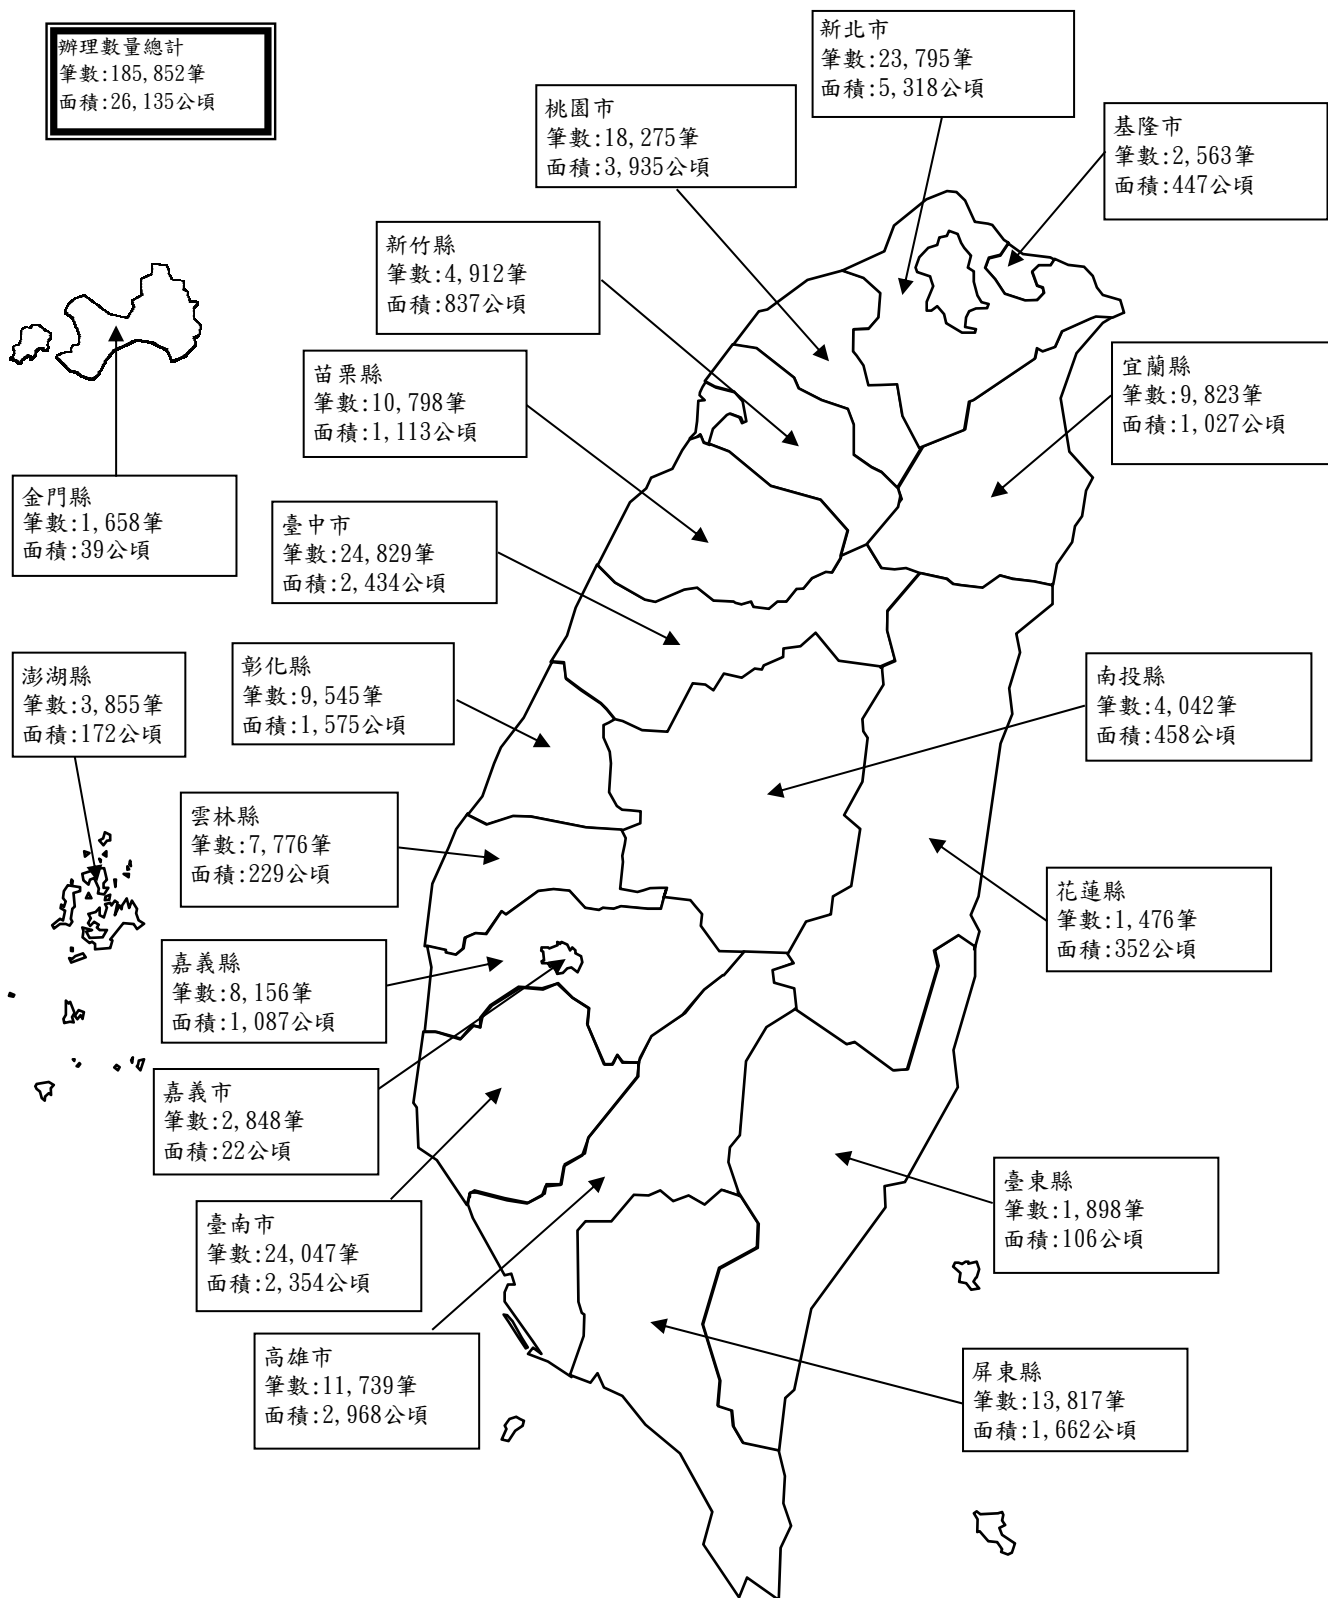 辦理數量總計
筆數:185,852筆
面積:26,135公頃
新北市
筆數:23,795筆
面積:5,318公頃
桃園市
筆數:18,275筆
面積:3,935公頃
基隆市
筆數:2,563筆
面積:447公頃
新竹縣
筆數:4,912筆
面積:837公頃
苗栗縣
筆數:10,798筆
面積:1,113公頃
宜蘭縣
筆數:9,823筆
面積:1,027公頃
金門縣
筆數:1,658筆
面積:39公頃
臺中市
筆數:24,829筆
面積:2,434公頃
彰化縣
筆數:9,545筆
面積:1,575公頃
澎湖縣
筆數:3,855筆
面積:172公頃
南投縣
筆數:4,042筆
面積:458公頃
雲林縣
筆數:7,776筆
面積:229公頃
花蓮縣
筆數:1,476筆
面積:352公頃
嘉義縣
筆數:8,156筆
面積:1,087公頃
嘉義市
筆數:2,848筆
面積:22公頃
臺東縣
筆數:1,898筆
面積:106公頃
臺南市
筆數:24,047筆
面積:2,354公頃
高雄市
筆數:11,739筆
面積:2,968公頃
屏東縣
筆數:13,817筆
面積:1,662公頃